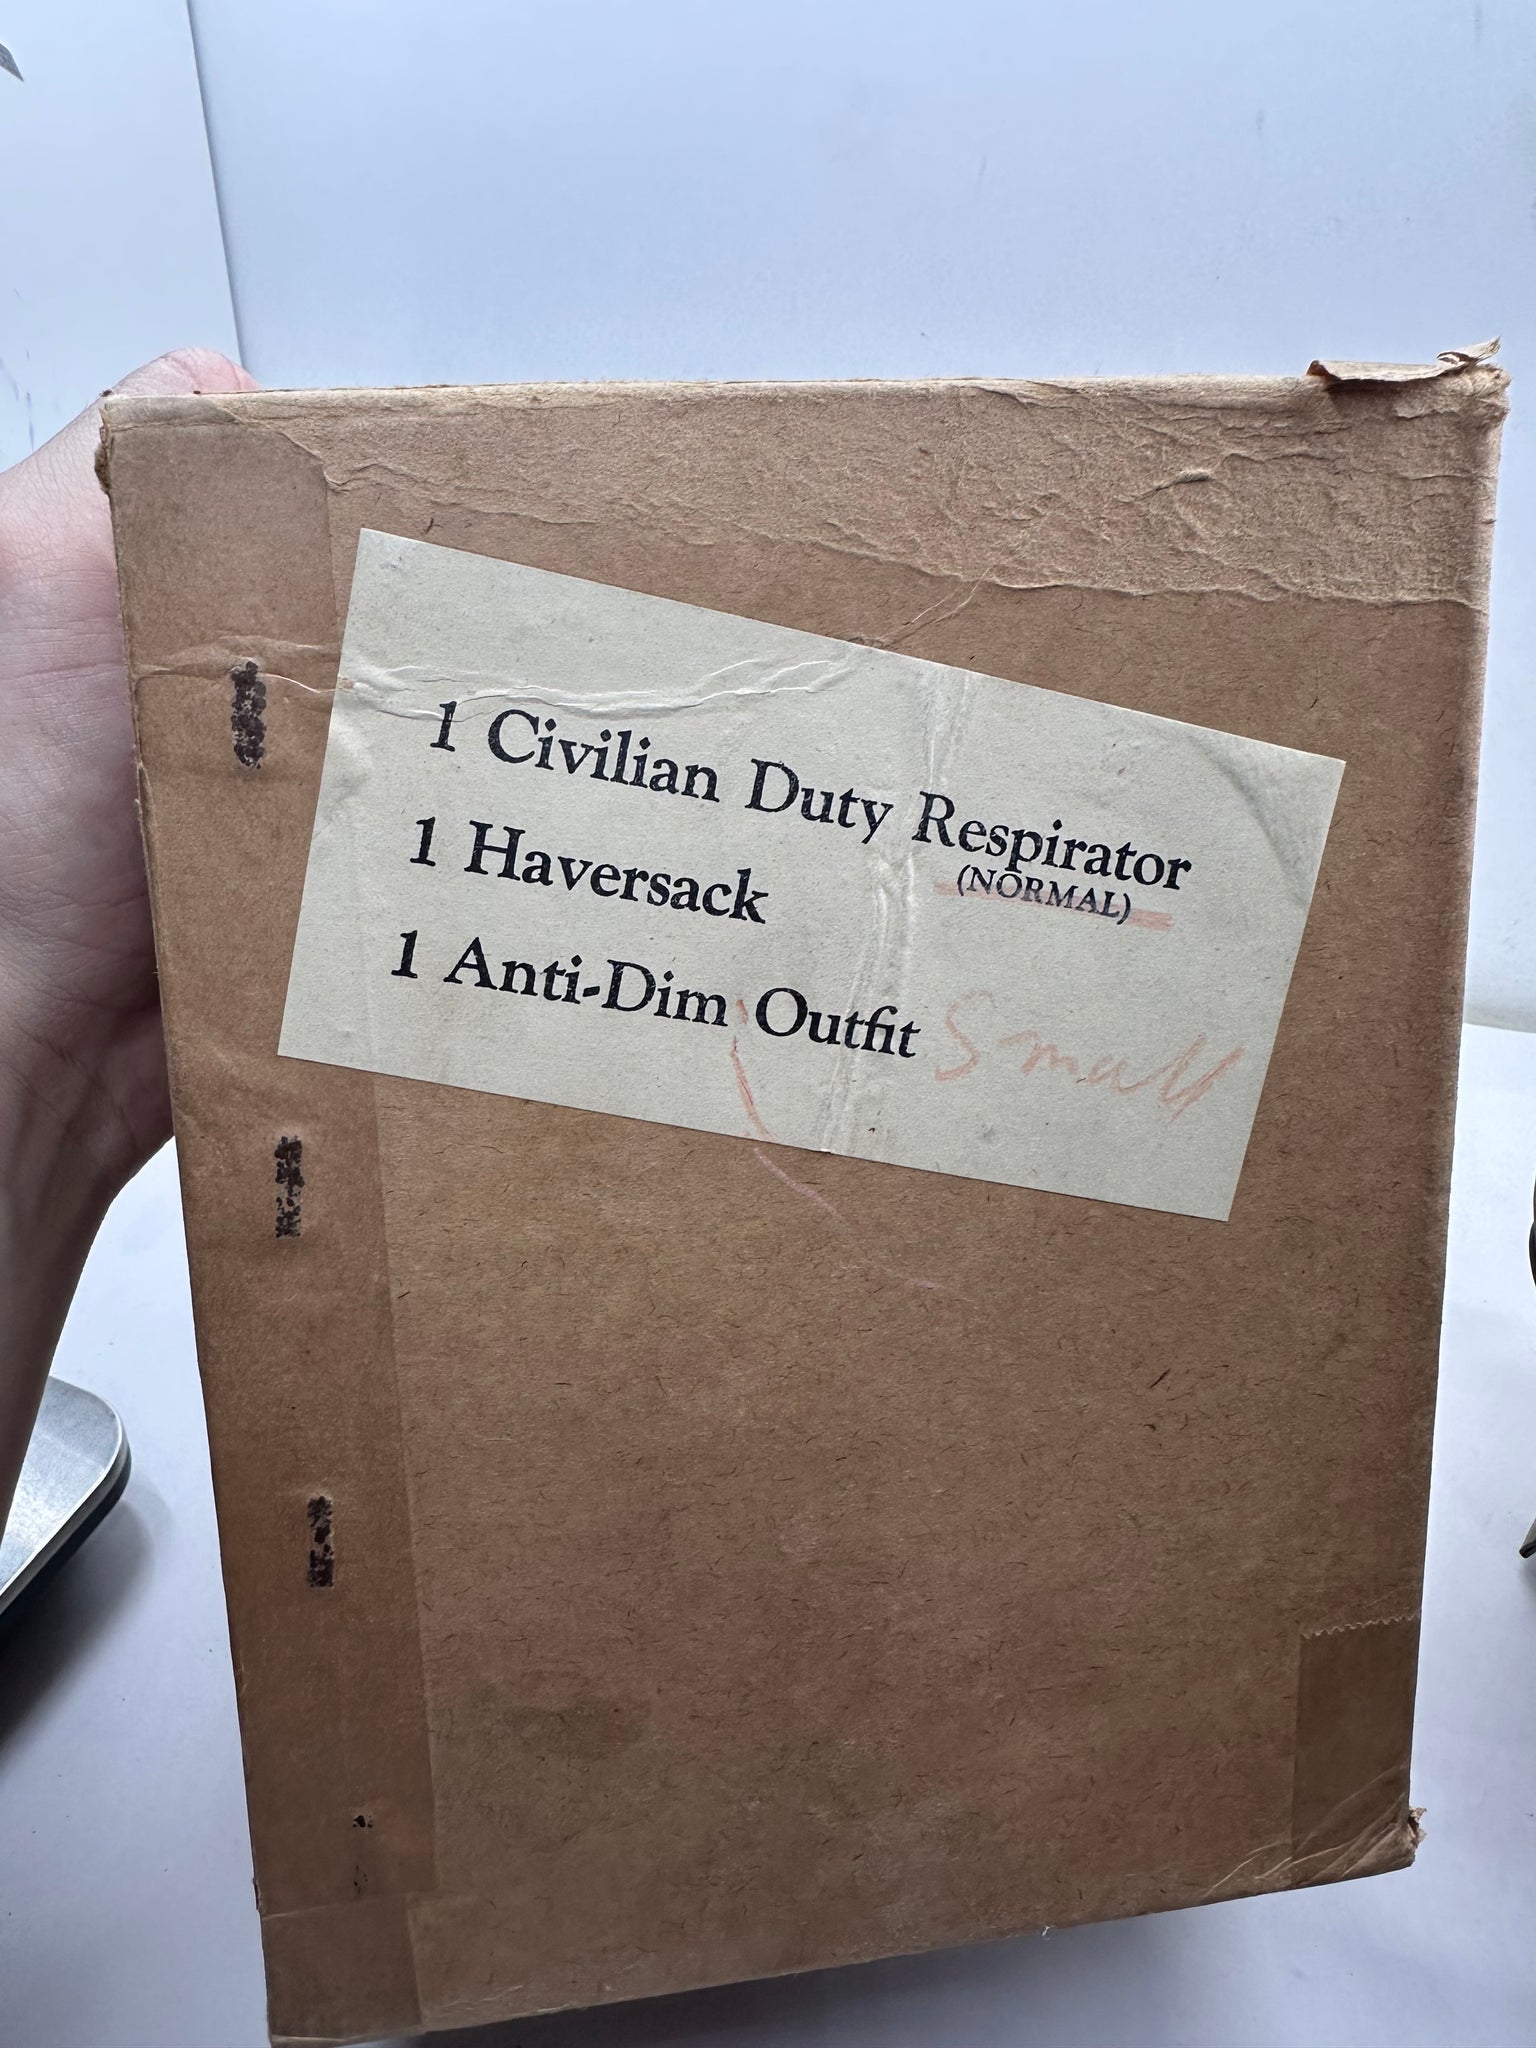 1 Civilian Duty Respirator
(NORMAL)
1 Haversack
1 Anti-Dim Outfit
Small